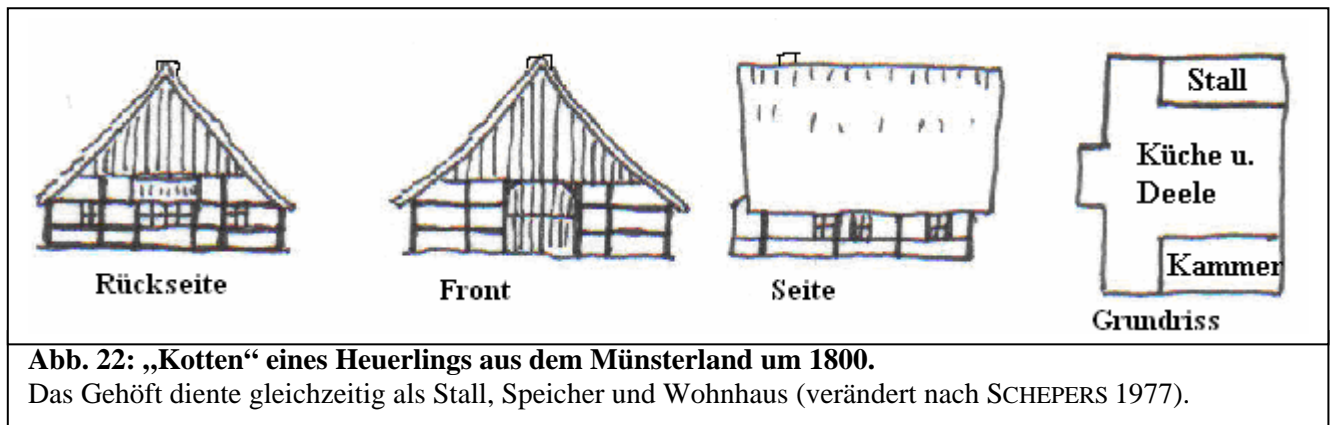 Stall
Küche u.
Deele
Kammer
Rückseite
Front
Seite
Grundriss
Abb. 22: „Kotten“ eines Heuerlings aus dem Münsterland um 1800.
Das Gehöft diente gleichzeitig als Stall, Speicher und Wohnhaus (verändert nach SCHEPERS 1977).